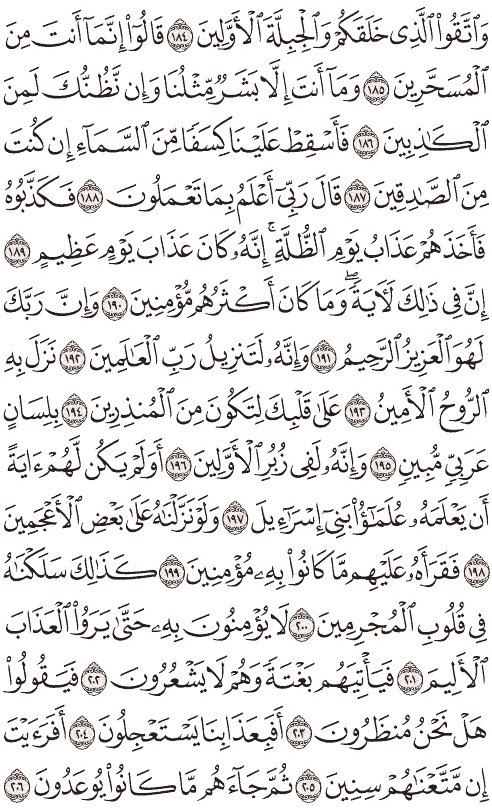 وَٱتَّقُوا۟ ٱلَّذِى خَلَقَكُمْ وَٱلْجِبِلَّةَ ٱلْأَوَّلِينَ ١٨٤ قَالُوٓا۟ إِنَّمَآ أَنتَ مِنَ
ٱلْمُسَحَّرِينَ ١٨٥ وَمَآ أَنتَ إِلَّا بَشَرٌ مِّثْلُنَا وَإِن نَّظُنُّكَ لَمِنَ
ٱلْكَـٰذِبِينَ ١٨٦ فَأَسْقِطْ عَلَيْنَا كِسَفًا مِّنَ ٱلسَّمَآءِ إِن كُنتَ
مِنَ ٱلصَّـٰدِقِينَ ١٨٧ قَالَ رَبِّىٓ أَعْلَمُ بِمَا تَعْمَلُونَ ١٨٨ فَكَذَّبُوهُ
فَأَخَذَهُمْ عَذَابُ يَوْمِ ٱلظُّلَّةِ ۚ إِنَّهُۥ كَانَ عَذَابَ يَوْمٍ عَظِيمٍ ١٨٩
إِنَّ فِى ذَٰلِكَ لَـَٔايَةً ۖ وَمَا كَانَ أَكْثَرُهُم مُّؤْمِنِينَ ١٩٠ وَإِنَّ رَبَّكَ
لَهُوَ ٱلْعَزِيزُ ٱلرَّحِيمُ ١٩١ وَإِنَّهُۥ لَتَنزِيلُ رَبِّ ٱلْعَـٰلَمِينَ ١٩٢ نَزَلَ بِهِ
ٱلرُّوحُ ٱلْأَمِينُ ١٩٣ عَلَىٰ قَلْبِكَ لِتَكُونَ مِنَ ٱلْمُنذِرِينَ ١٩٤ بِلِسَانٍ
عَرَبِىٍّ مُّبِينٍ ١٩٥ وَإِنَّهُۥ لَفِى زُبُرِ ٱلْأَوَّلِينَ ١٩٦ أَوَلَمْ يَكُن لَّهُمْ ءَايَةً
أَن يَعْلَمَهُۥ عُلَمَـٰٓؤُا۟ بَنِىٓ إِسْرَٰٓءِيلَ ١٩٧ وَلَوْ نَزَّلْنَـٰهُ عَلَىٰ بَعْضِ ٱلْأَعْجَمِينَ
١٩٨ فَقَرَأَهُۥ عَلَيْهِم مَّا كَانُوا۟ بِهِۦ مُؤْمِنِينَ ١٩٩ كَذَٰلِكَ سَلَكْنَـٰهُ
فِى قُلُوبِ ٱلْمُجْرِمِينَ ٢٠٠ لَا يُؤْمِنُونَ بِهِۦ حَتَّىٰ يَرَوُا۟ ٱلْعَذَابَ
ٱلْأَلِيمَ ٢٠١ فَيَأْتِيَهُم بَغْتَةً وَهُمْ لَا يَشْعُرُونَ ٢٠٢ فَيَقُولُوا۟
هَلْ نَحْنُ مُنظَرُونَ ٢٠٣ أَفَبِعَذَابِنَا يَسْتَعْجِلُونَ ٢٠٤ أَفَرَءَيْتَ
إِن مَّتَّعْنَـٰهُمْ سِنِينَ ٢٠٥ ثُمَّ جَآءَهُم مَّا كَانُوا۟ يُوعَدُونَ ٢٠٦